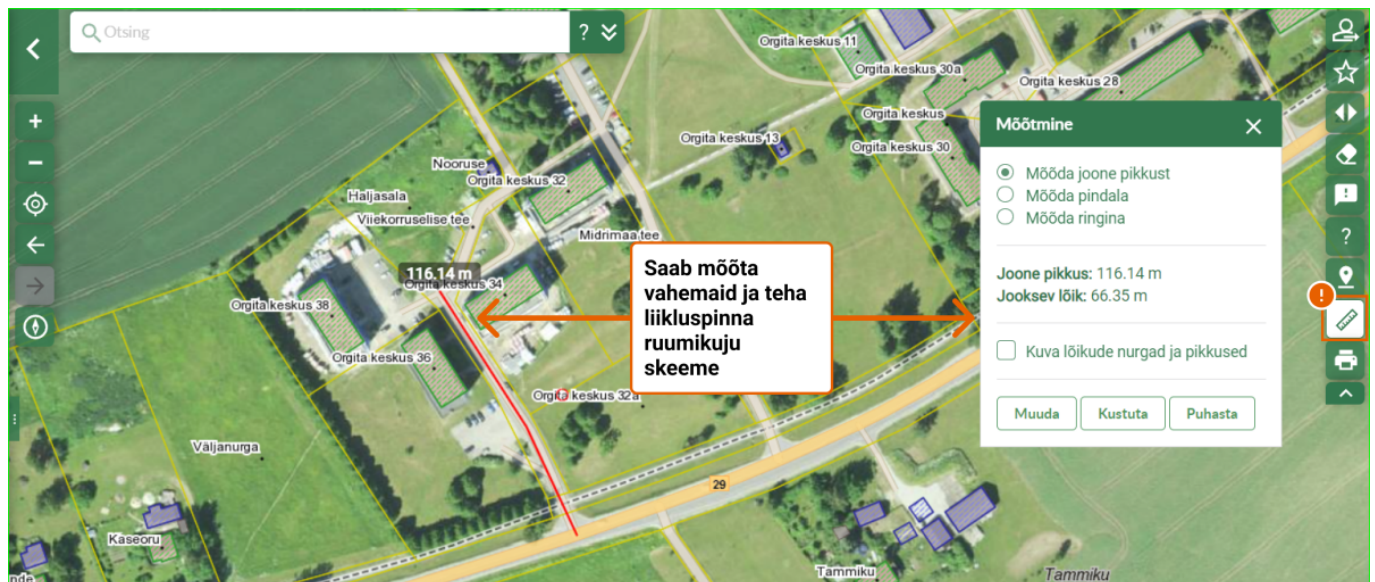 Otsing
?
Orgita keskus 11
Orgita keskus 30a
Orgita keskus 28
Orgita keskus
Orgita keskus 13
Orgita keskus 30
Nooruse
Orgita keskus 32
Haljasala
Viiekorruselise tee
Midrimaa tee
116.14 m
Orgita keskus 34
Orgita keskus 38
Orgita keskus 36
Orgita keskus 32a
Väljanurga
29
Kaseoru
nde
Tammiku
Tammiku
Saab mõõta
vahemaid ja teha
liikluspinna
ruumikuju
skeeme
Mõõtmine
Mõõda joone pikkust
Mõõda pindala
Mõõda ringina
Joone pikkus: 116.14 m
Jooksev lõik: 66.35 m
Kuva lõikude nurgad ja pikkused
Muuda Kustuta Puhasta
?
!